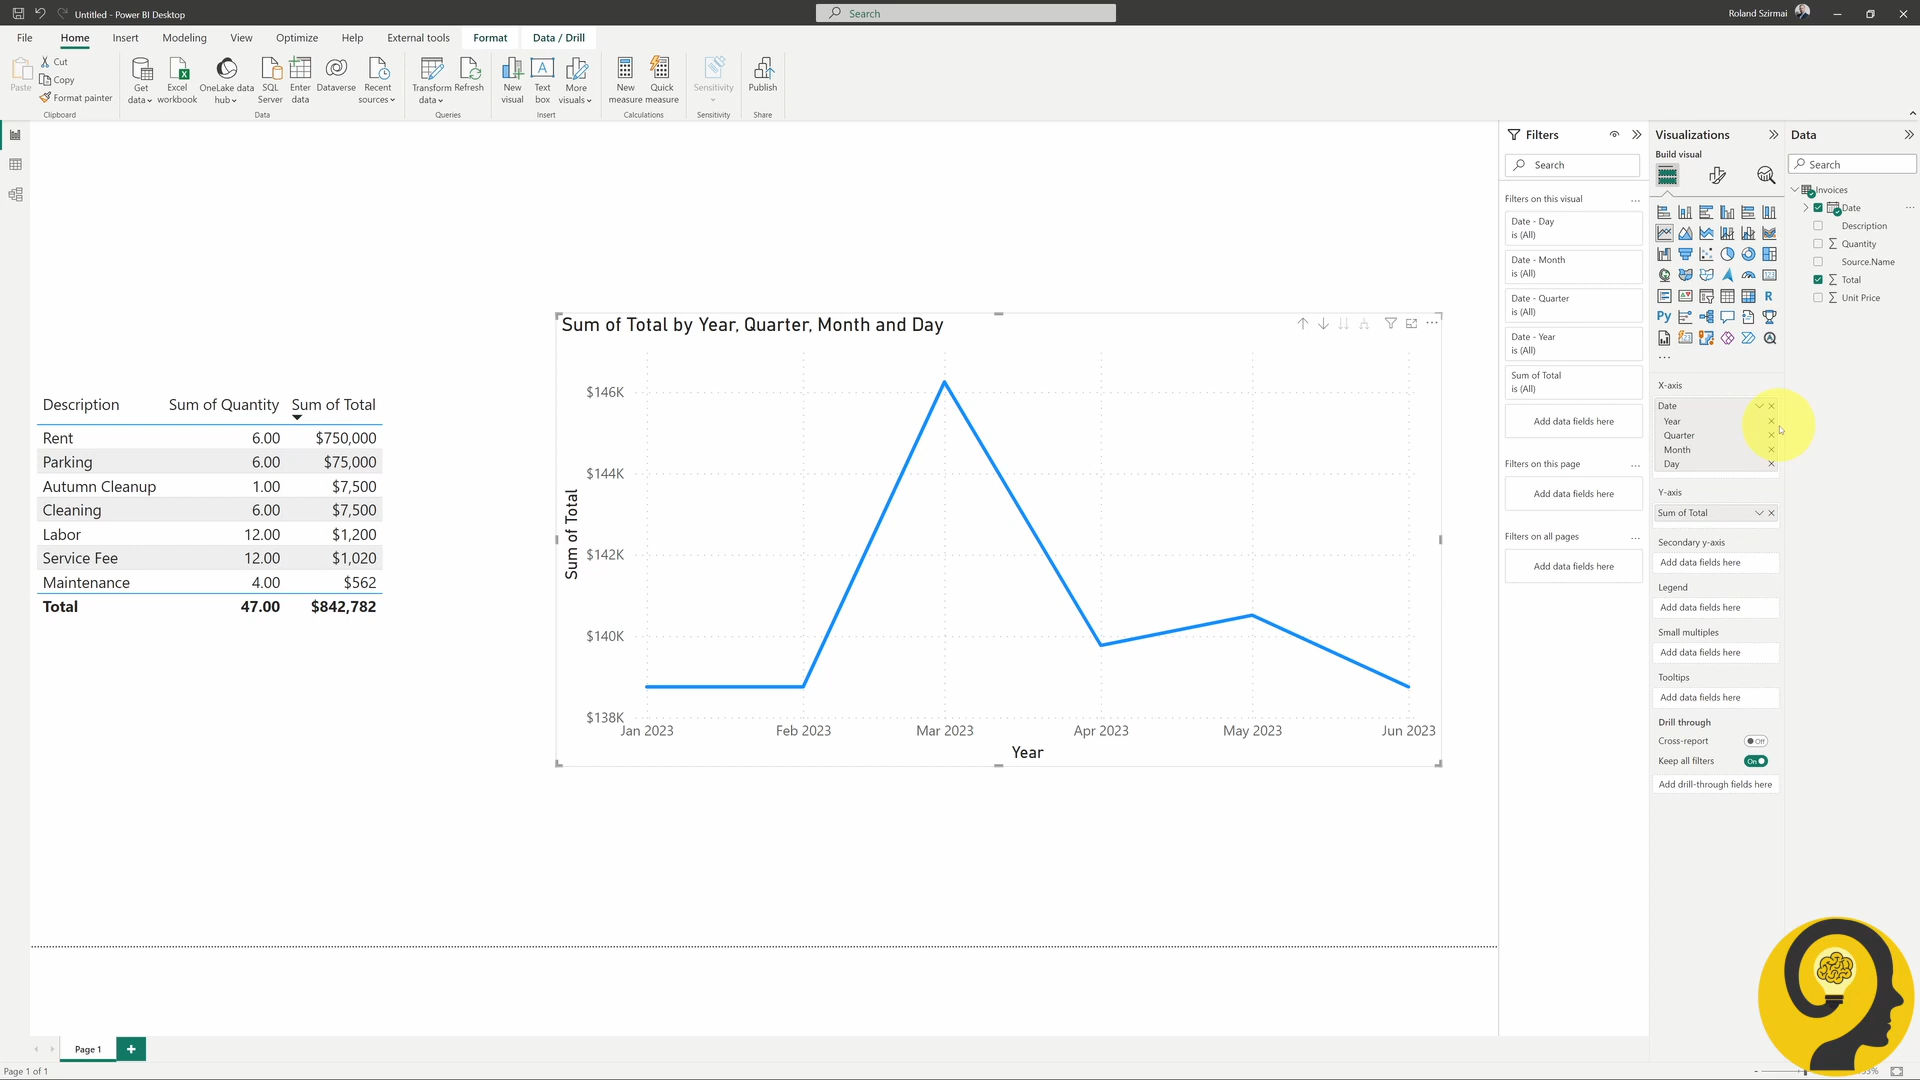 Untitled - Power BI Desktop
Search
Roland Szirmai
File
Home
Insert
Modeling
View
Optimize
Help
External tools
Format
Data / Drill
Paste
Cut
Copy
Format painter
Clipboard
Get data
Excel workbook
OneLake data hub
SQL Server
Enter data
Dataverse
Recent sources
Data
Transform data
Refresh
Queries
New visual
Text box
More visuals
Insert
New measure
Quick measure
Calculations
Sensitivity
Sensitivity
Publish
Share
Description Sum of Quantity Sum of Total
Rent 6.00 $750,000
Parking 6.00 $75,000
Autumn Cleanup 1.00 $7,500
Cleaning 6.00 $7,500
Labor 12.00 $1,200
Service Fee 12.00 $1,020
Maintenance 4.00 $562
Total 47.00 $842,782
Sum of Total by Year, Quarter, Month and Day
Sum of Total
$146K
$144K
$142K
$140K
$138K
Jan 2023 Feb 2023 Mar 2023 Apr 2023 May 2023 Jun 2023
Year
Filters
Search
Filters on this visual
Date - Day
is (All)
Date - Month
is (All)
Date - Quarter
is (All)
Date - Year
is (All)
Sum of Total
is (All)
Add data fields here
Filters on this page
Add data fields here
Filters on all pages
Add data fields here
Visualizations
Build visual
R
Py
123
X-axis
Date
Year
Quarter
Month
Day
Y-axis
Sum of Total
Secondary y-axis
Add data fields here
Legend
Add data fields here
Small multiples
Add data fields here
Tooltips
Add data fields here
Drill through
Cross-report
Off
Keep all filters
On
Add drill-through fields here
Data
Search
Invoices
Date
Description
Σ Quantity
Source.Name
Σ Total
Σ Unit Price
Page 1
Page 1 of 1